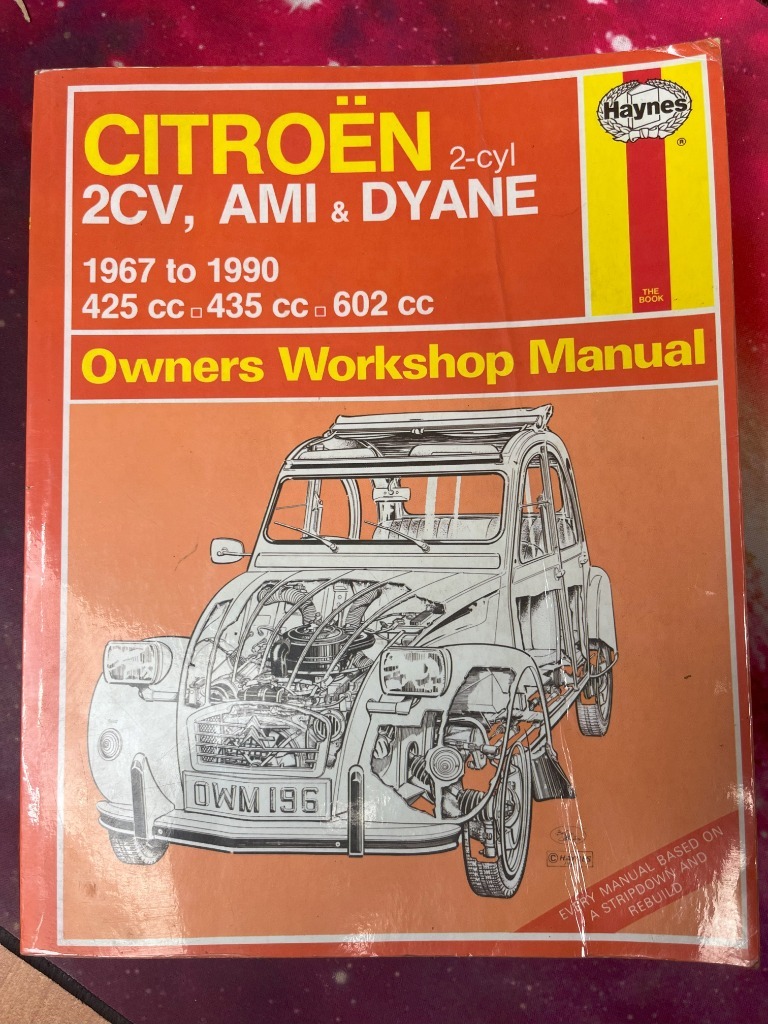 CITROËN 2-cyl
2CV, AMI & DYANE
1967 to 1990
425 cc □ 435 cc □ 602 cc
Haynes
®
THE
BOOK
Owners Workshop Manual
OWM 196
© HAYNES
EVERY MANUAL BASED ON
A STRIPDOWN AND
REBUILD...